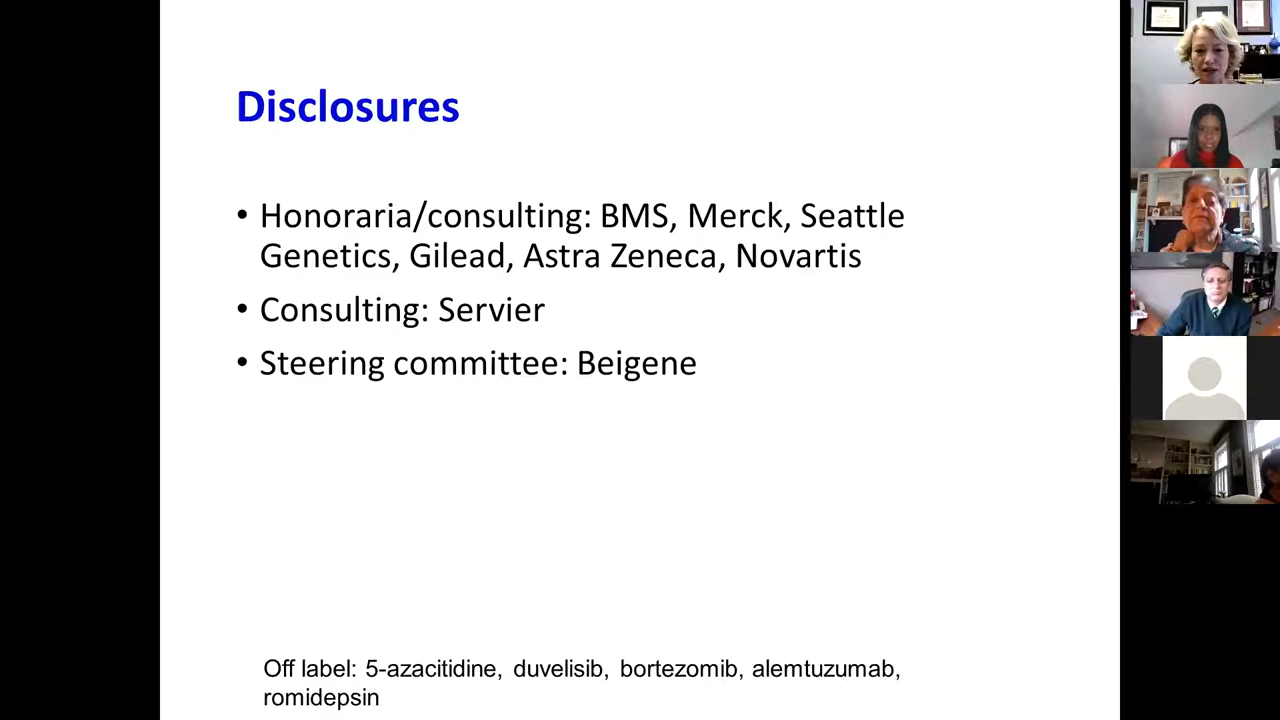 Disclosures
• Honoraria/consulting: BMS, Merck, Seattle
Genetics, Gilead, Astra Zeneca, Novartis
• Consulting: Servier
• Steering committee: Beigene
Off label: 5-azacitidine, duvelisib, bortezomib, alemtuzumab,
romidepsin